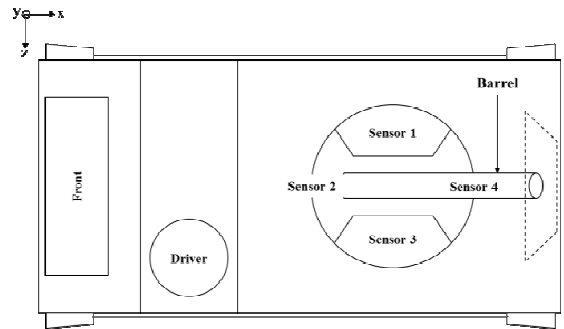 y
x
z
Barrel
Sensor 1
Front
Sensor 2
Sensor 4
Sensor 3
Driver